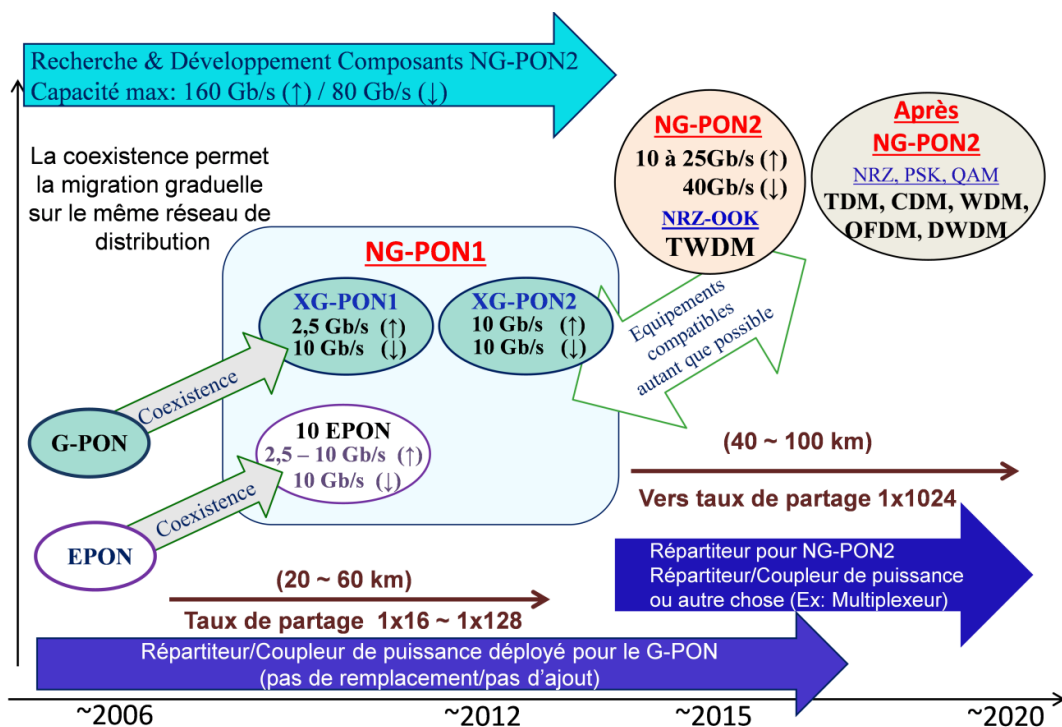 Recherche & Développement Composants NG-PON2
Capacité max: 160 Gb/s (↑) / 80 Gb/s (↓)
La coexistence permet
la migration graduelle
sur le même réseau de
distribution
NG-PON2
10 à 25Gb/s (↑)
40Gb/s (↓)
NRZ-OOK
TWDM
Après
NG-PON2
NRZ, PSK, QAM
TDM, CDM, WDM,
OFDM, DWDM
NG-PON1
XG-PON1
2,5 Gb/s (↑)
10 Gb/s (↓)
XG-PON2
10 Gb/s (↑)
10 Gb/s (↓)
Equipements
compatibles
autant que possible
Coexistence
G-PON
10 EPON
2,5 – 10 Gb/s (↑)
10 Gb/s (↓)
Coexistence
EPON
(40 ~ 100 km)
Vers taux de partage 1x1024
Répartiteur pour NG-PON2
Répartiteur/Coupleur de puissance
ou autre chose (Ex: Multiplexeur)
(20 ~ 60 km)
Taux de partage 1x16 ~ 1x128
Répartiteur/Coupleur de puissance déployé pour le G-PON
(pas de remplacement/pas d'ajout)
~2006
~2012
~2015
~2020